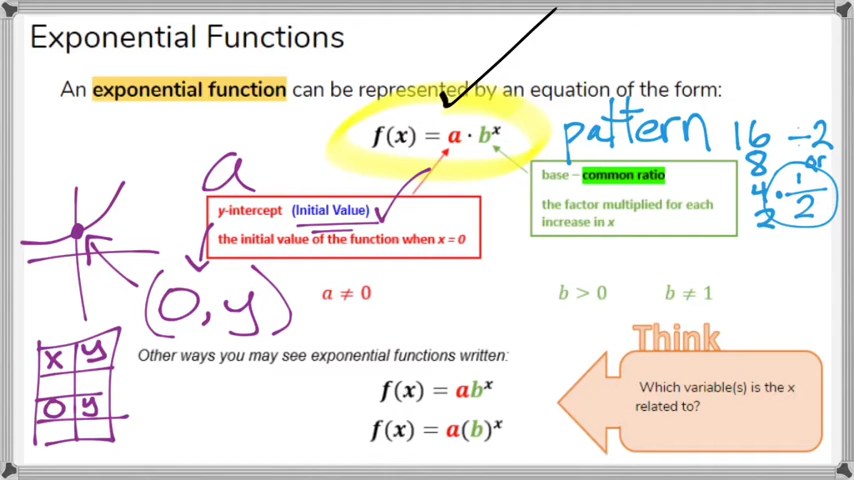 Exponential Functions
An exponential function can be represented by an equation of the form:
f(x) = a · bˣ
pattern
16 ÷2
8 or
4 · 1/2
2
a
base – common ratio
the factor multiplied for each
increase in x
y-intercept (Initial Value)
the initial value of the function when x = 0
(0, y)
a ≠ 0
b > 0 b ≠ 1
Think
Which variable(s) is the x
related to?
x y
0 y
Other ways you may see exponential functions written:
f(x) = abˣ
f(x) = a(b)ˣ